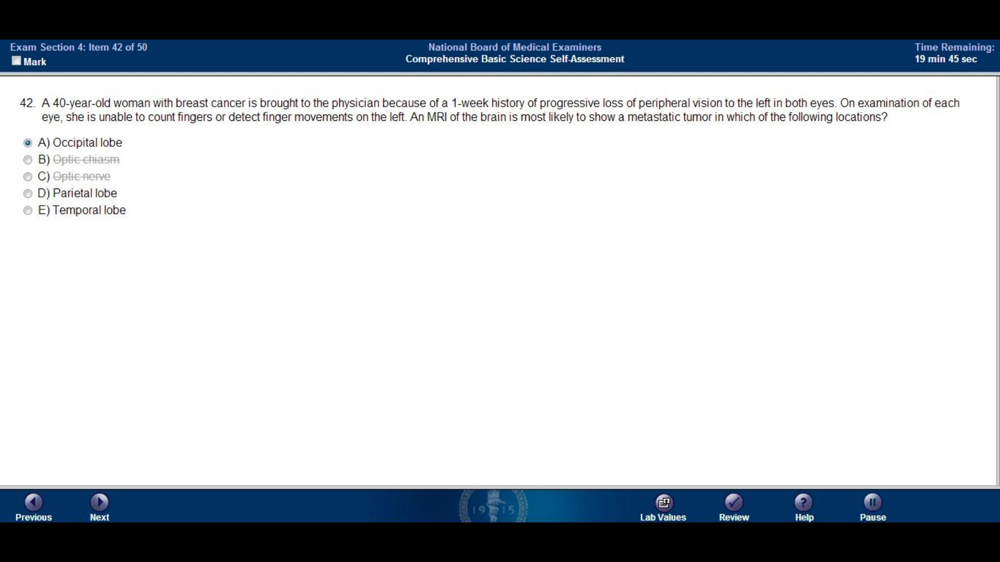 Exam Section 4: Item 42 of 50
National Board of Medical Examiners
Time Remaining:
Mark
Comprehensive Basic Science Self-Assessment
19 min 45 sec
42. A 40-year-old woman with breast cancer is brought to the physician because of a 1-week history of progressive loss of peripheral vision to the left in both eyes. On examination of each
eye, she is unable to count fingers or detect finger movements on the left. An MRI of the brain is most likely to show a metastatic tumor in which of the following locations?
A) Occipital lobe
B) Optic chiasm
C) Optic nerve
D) Parietal lobe
E) Temporal lobe
1915
Previous
Next
Lab Values
Review
Help
Pause